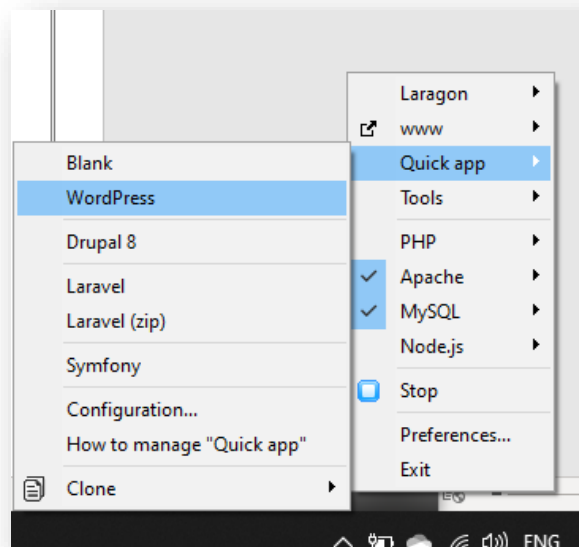 Laragon
www
Quick app
Tools
PHP
Apache
MySQL
Node.js
Stop
Preferences...
Exit
Blank
WordPress
Drupal 8
Laravel
Laravel (zip)
Symfony
Configuration...
How to manage "Quick app"
Clone
ENG